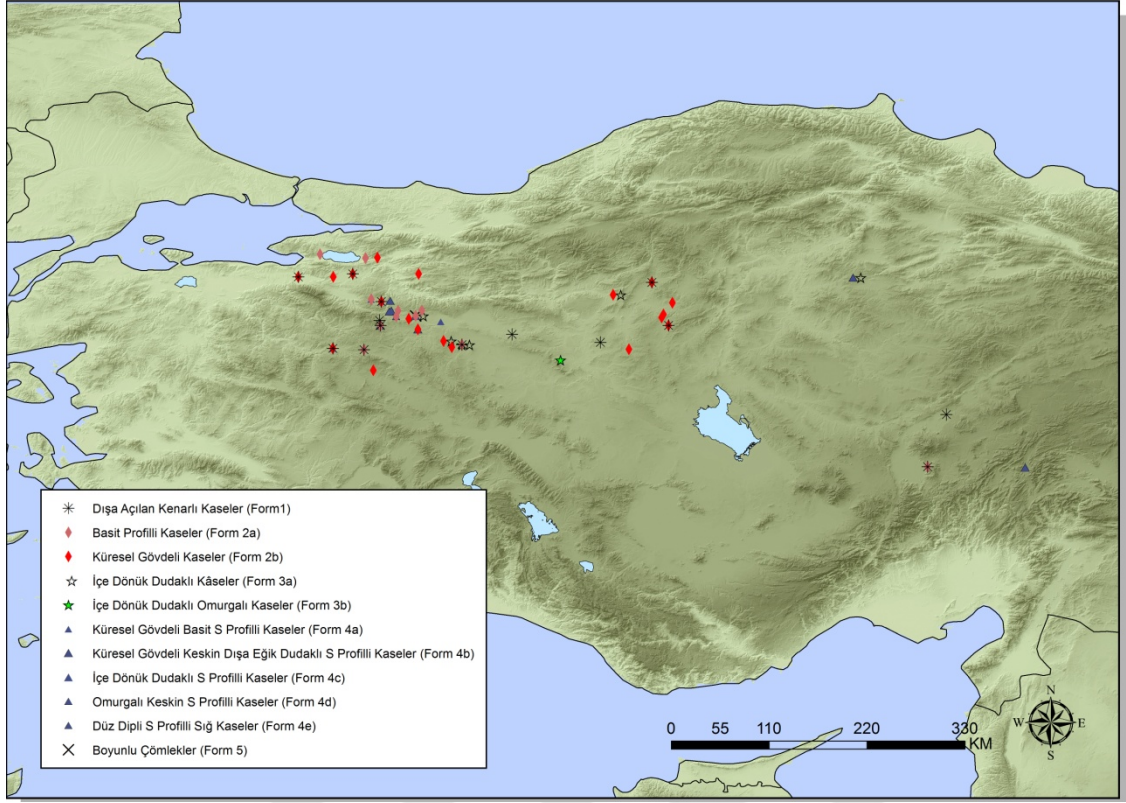 Dışa Açılan Kenarlı Kaseler (Form1)
Basit Profilli Kaseler (Form 2a)
Küresel Gövdeli Kaseler (Form 2b)
İçe Dönük Dudaklı Kâseler (Form 3a)
İçe Dönük Dudaklı Omurgalı Kaseler (Form 3b)
Küresel Gövdeli Basit S Profilli Kaseler (Form 4a)
Küresel Gövdeli Keskin Dışa Eğik Dudaklı S Profilli Kaseler (Form 4b)
İçe Dönük Dudaklı S Profilli Kaseler (Form 4c)
Omurgalı Keskin S Profilli Kaseler (Form 4d)
Düz Dipli S Profilli Sığ Kaseler (Form 4e)
Boyunlu Çömlekler (Form 5)
0 55 110 220 330
KM
N
W E
S